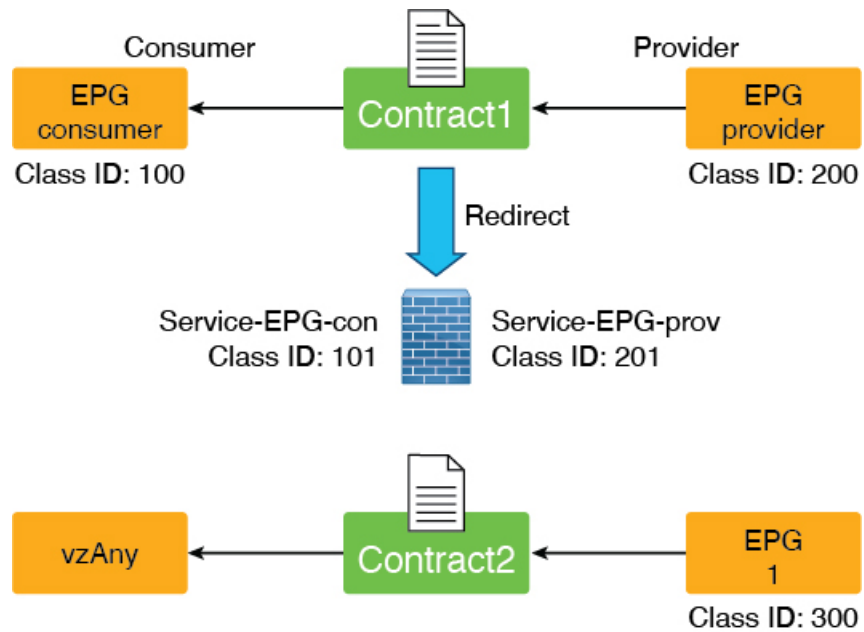 Consumer
Provider
EPG
consumer
Contract1
EPG
provider
Class ID: 100
Class ID: 200
Redirect
Service-EPG-con
Class ID: 101
Service-EPG-prov
Class ID: 201
vzAny
Contract2
EPG
1
Class ID: 300